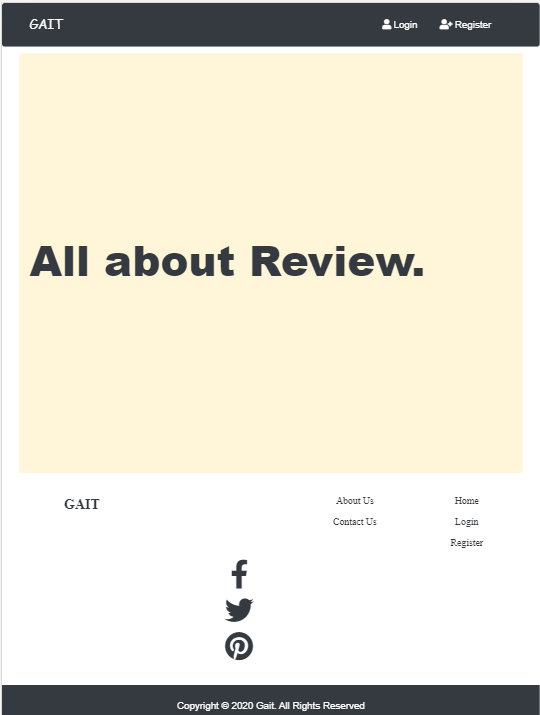 GAIT
Login
Register
All about Review.
GAIT
About Us
Contact Us
Home
Login
Register
Copyright © 2020 Gait. All Rights Reserved